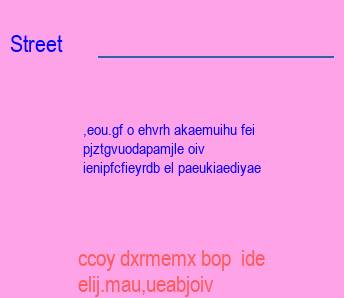 Street
,eou.gf o ehvrh akaemuihu fei
pjztgvuodapamjle oiv
ienipfcfieyrdb el paeukiaediyae
ccoy dxrmemx bop  ide
elij.mau,ueabjoiv